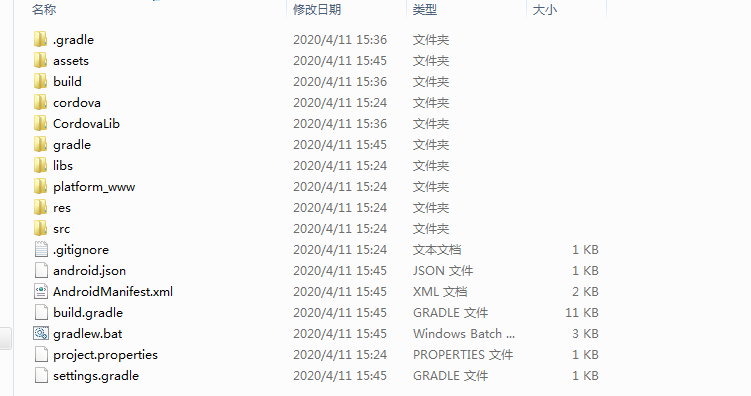 名称 修改日期 类型 大小
.gradle 2020/4/11 15:36 文件夹
assets 2020/4/11 15:45 文件夹
build 2020/4/11 15:36 文件夹
cordova 2020/4/11 15:24 文件夹
CordovaLib 2020/4/11 15:36 文件夹
gradle 2020/4/11 15:45 文件夹
libs 2020/4/11 15:24 文件夹
platform_www 2020/4/11 15:24 文件夹
res 2020/4/11 15:24 文件夹
src 2020/4/11 15:24 文件夹
.gitignore 2020/4/11 15:24 文本文档 1 KB
android.json 2020/4/11 15:45 JSON 文件 1 KB
AndroidManifest.xml 2020/4/11 15:45 XML 文档 2 KB
build.gradle 2020/4/11 15:45 GRADLE 文件 11 KB
gradlew.bat 2020/4/11 15:45 Windows Batch ... 3 KB
project.properties 2020/4/11 15:24 PROPERTIES 文件 1 KB
settings.gradle 2020/4/11 15:45 GRADLE 文件 1 KB